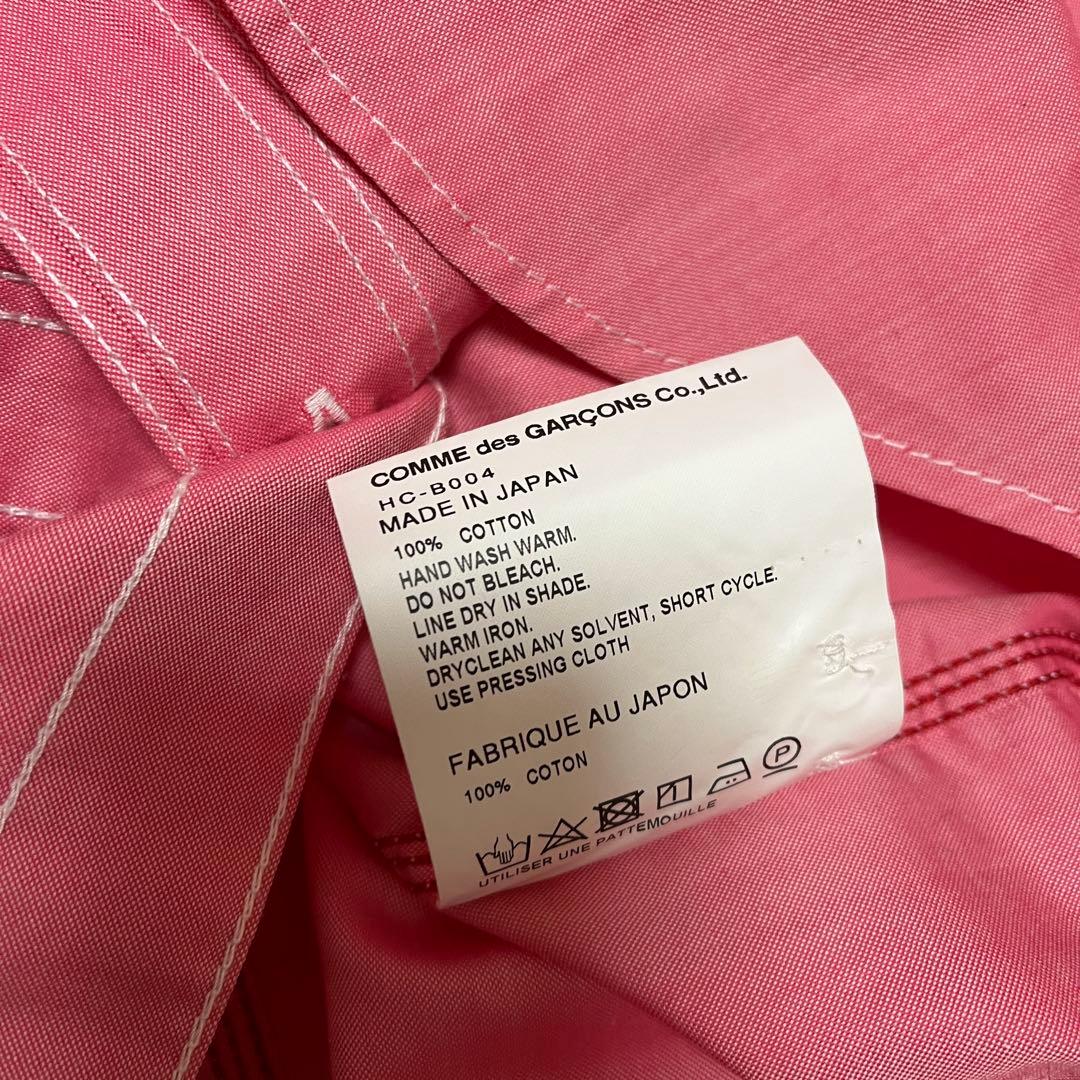 COMME des GARÇONS Co.,Ltd.
HC-B004
MADE IN JAPAN
100% COTTON
HAND WASH WARM.
DO NOT BLEACH.
LINE DRY IN SHADE.
WARM IRON.
DRYCLEAN ANY SOLVENT, SHORT CYCLE.
USE PRESSING CLOTH
FABRIQUE AU JAPON
100% COTON
P
UTILISER UNE PATTEMOUILLE